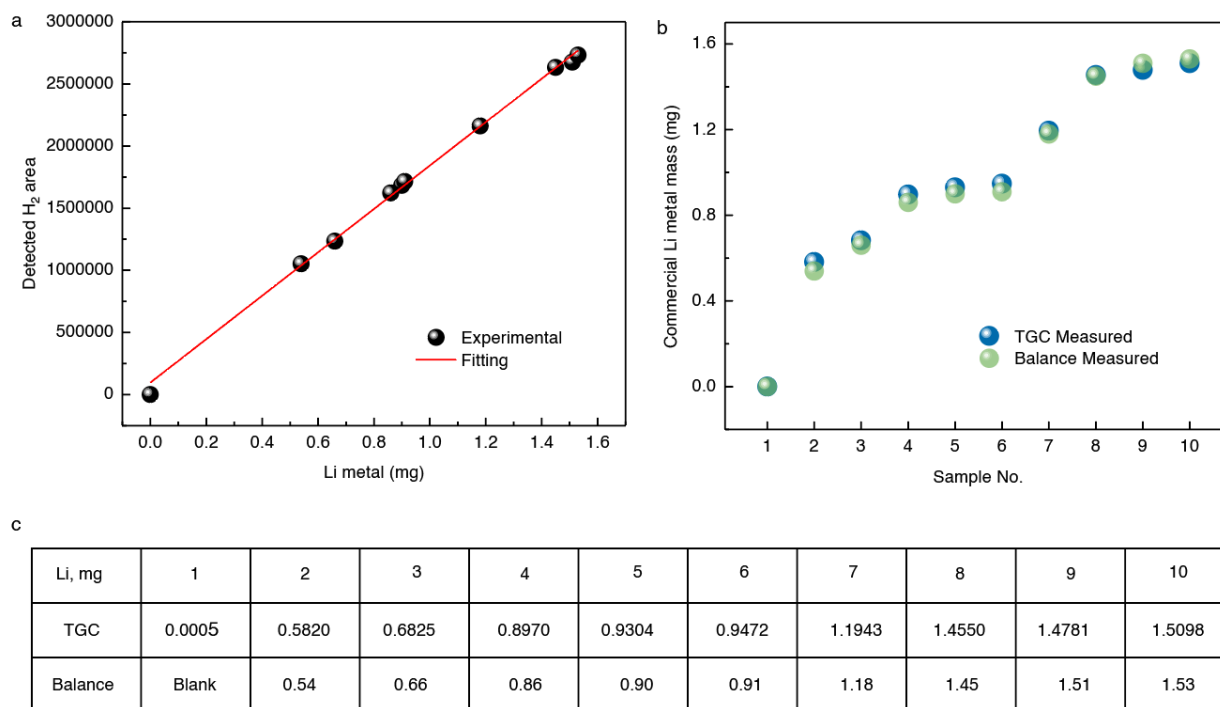 a
3000000
2500000
2000000
1500000
1000000
500000
0
Detected H₂ area
0.0 0.2 0.4 0.6 0.8 1.0 1.2 1.4 1.6
Li metal (mg)
Experimental
Fitting
b
1.6
1.2
0.8
0.4
0.0
Commercial Li metal mass (mg)
1 2 3 4 5 6 7 8 9 10
Sample No.
TGC Measured
Balance Measured
c
Li, mg 1 2 3 4 5 6 7 8 9 10
TGC 0.0005 0.5820 0.6825 0.8970 0.9304 0.9472 1.1943 1.4550 1.4781 1.5098
Balance Blank 0.54 0.66 0.86 0.90 0.91 1.18 1.45 1.51 1.53